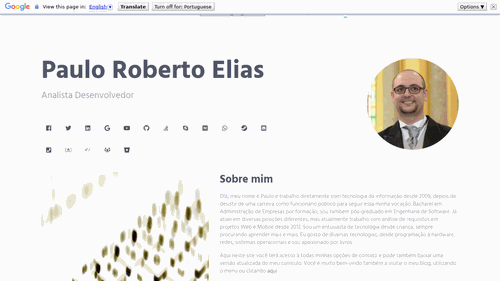 Google View this page in: English Translate Turn off for: Portuguese Options ▼
Paulo Roberto Elias
Analista Desenvolvedor
Sobre mim
Olá, meu nome é Paulo e trabalho diretamente com tecnologia da informação desde 2009, depois de
desistir de uma carreira como funcionário público para seguir essa minha vocação. Bacharel em
Administração de Empresas por formação, sou também pós-graduado em Engenharia de Software. Já
atuei em diversas posições diferentes, mas atualmente trabalho com análise de requisitos em
projetos Web e Mobile desde 2013. Sou um entusiasta de tecnologia desde criança, sempre
procurando aprender mais e mais. Eu gosto de diversas tecnologias, desde programação à hardware,
redes, sistemas operacionais e sou apaixonado por livros.
Aqui neste site você terá acesso à todas minhas opções de contato e pode também baixar uma
versão atualizada do meu currículo. Você é muito bem-vindo também a visitar o meu blog, utilizando
o menu ou clicando aqui